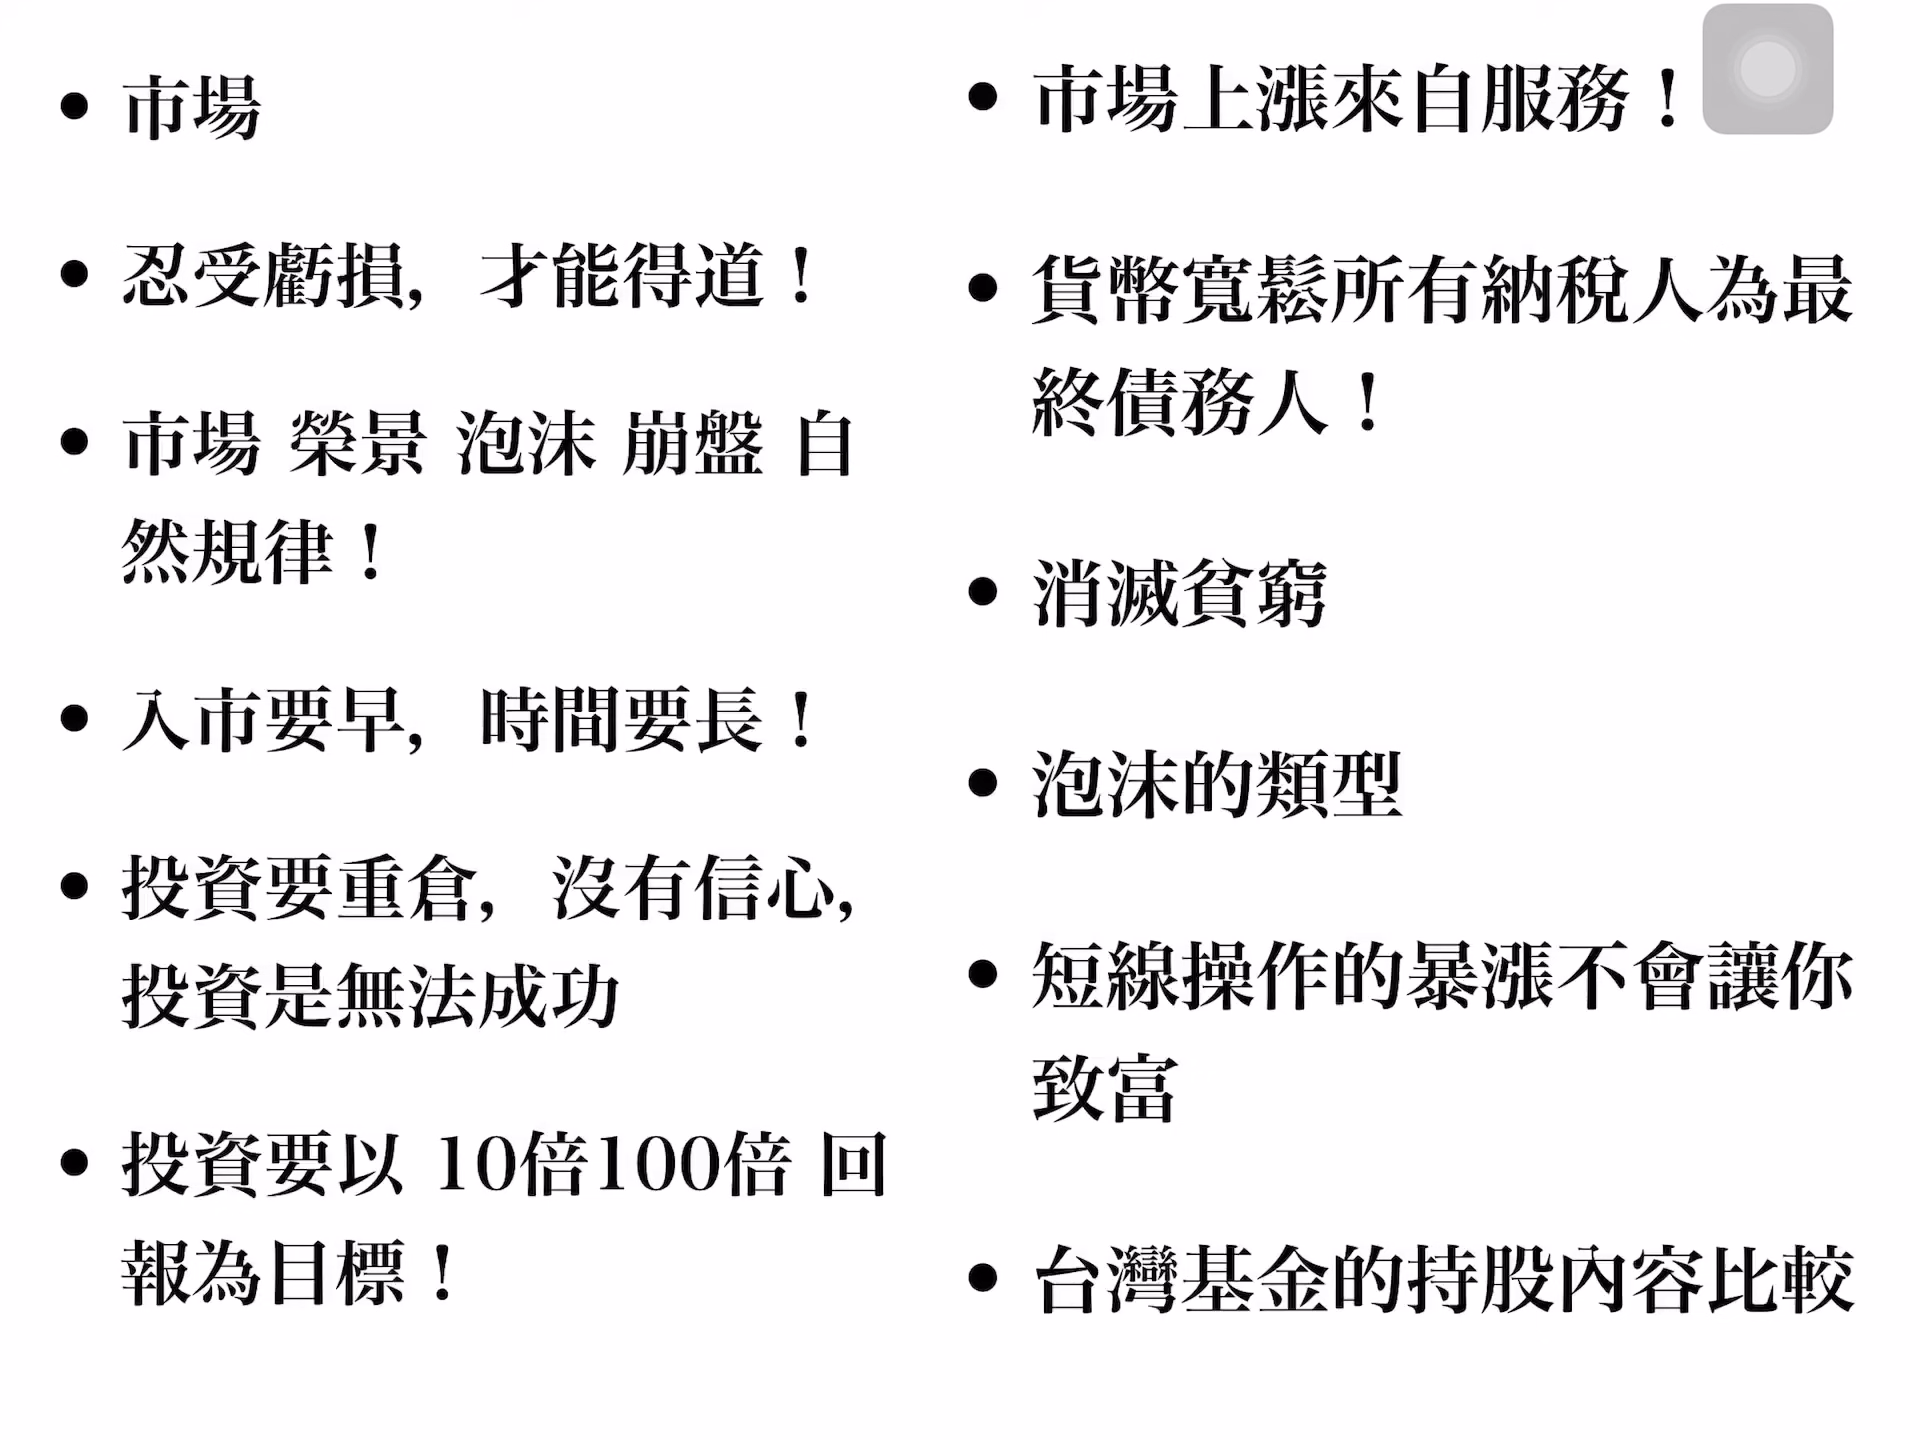 • 市場
• 忍受虧損，才能得道！
• 市場 榮景 泡沫 崩盤 自
然規律！
• 入市要早，時間要長！
• 投資要重倉，沒有信心，
投資是無法成功
• 投資要以 10倍100倍 回
報為目標！
• 市場上漲來自服務！
• 貨幣寬鬆所有納稅人為最
終債務人！
• 消滅貧窮
• 泡沫的類型
• 短線操作的暴漲不會讓你
致富
• 台灣基金的持股內容比較